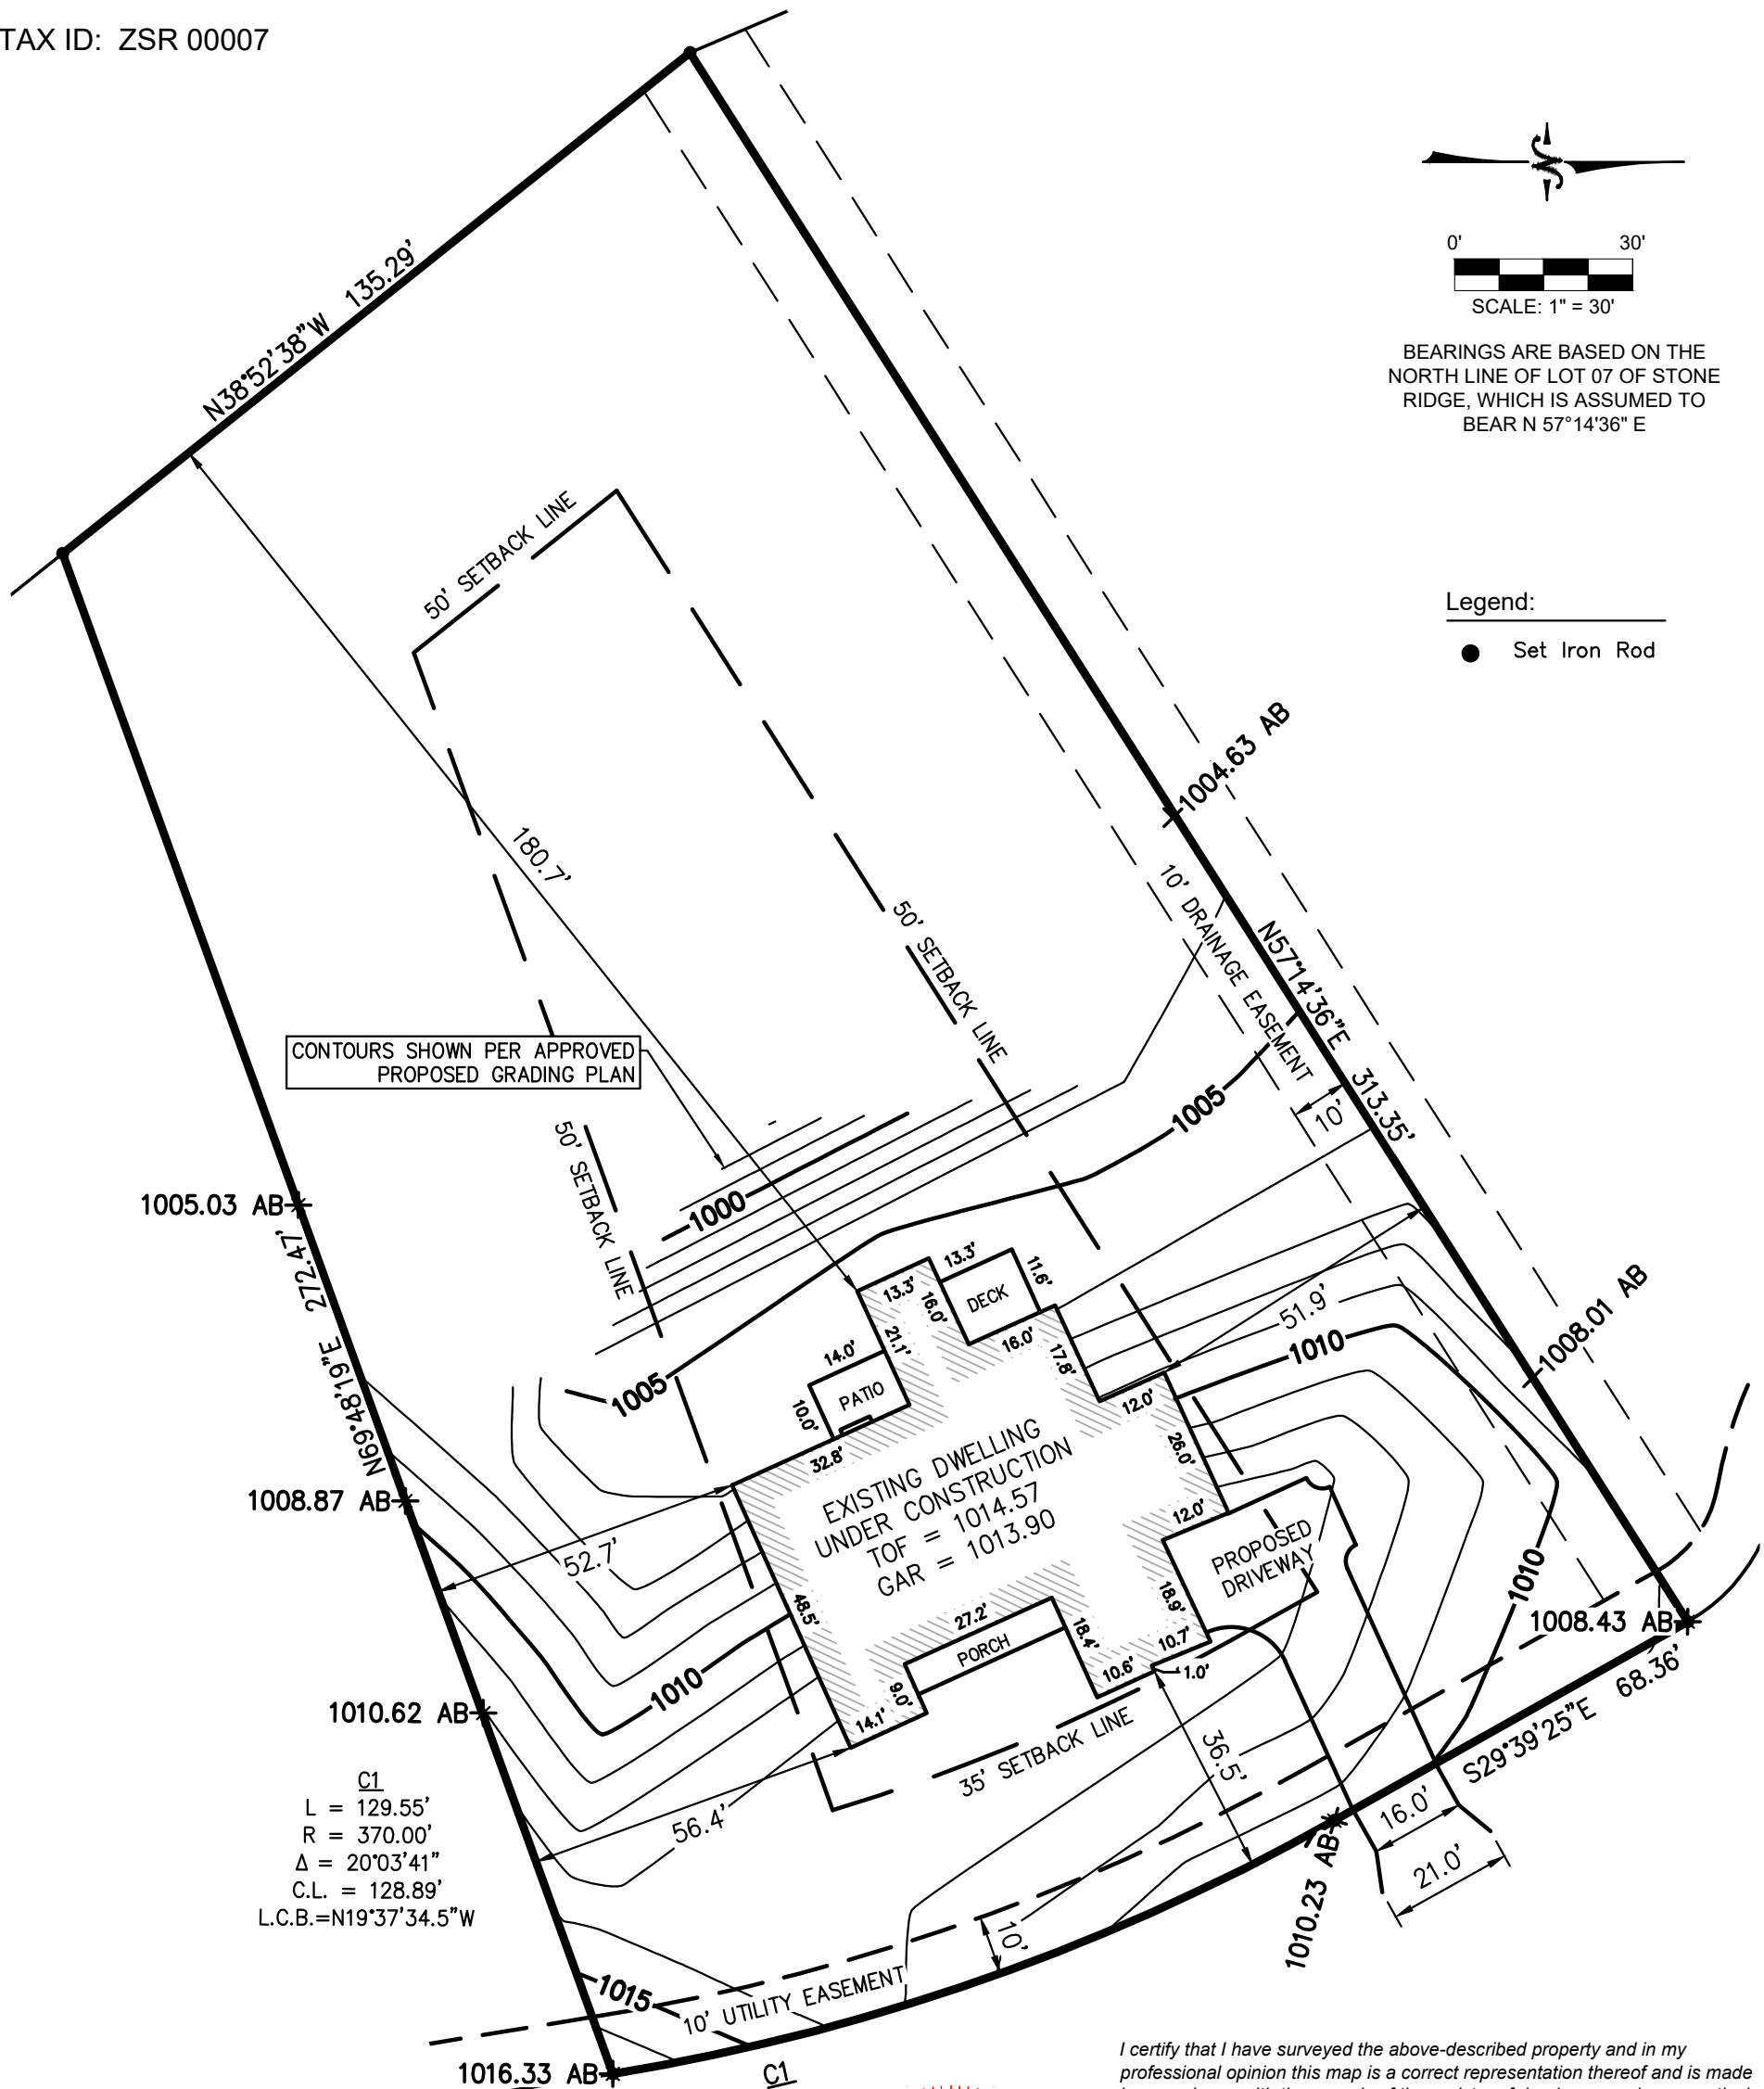 TAX ID: ZSR 00007
N38°52'38"W 135.29'
0' 30'
SCALE: 1" = 30'
BEARINGS ARE BASED ON THE
NORTH LINE OF LOT 07 OF STONE
RIDGE, WHICH IS ASSUMED TO
BEAR N 57°14'36" E
Legend:
Set Iron Rod
50' SETBACK LINE
180.7'
1004.63 AB
10' DRAINAGE EASEMENT
N57°14'36"E 313.35'
10'
50' SETBACK LINE
CONTOURS SHOWN PER APPROVED
PROPOSED GRADING PLAN
50' SETBACK LINE
1005
1000
1005.03 AB
N69°48'19"E 272.47'
1005
13.3'
13.3'
11.6'
DECK
16.0'
16.0'
21.1'
14.0'
PATIO
10.0'
32.8'
17.8'
12.0'
51.9'
1010
1008.01 AB
26.0'
EXISTING DWELLING
UNDER CONSTRUCTION
TOF = 1014.57
GAR = 1013.90
12.0'
PROPOSED
DRIVEWAY
1008.87 AB
52.7'
48.5'
27.2'
PORCH
18.4'
18.9'
10.7'
10.6'
1.0'
9.0'
14.1'
1010
1010
1008.43 AB
1010.62 AB
56.4'
35' SETBACK LINE
36.5'
S29°39'25"E 68.36'
16.0'
21.0'
1010.23 AB
C1
L = 129.55'
R = 370.00'
Δ = 20°03'41"
C.L. = 128.89'
L.C.B.=N19°37'34.5"W
10'
1015
10' UTILITY EASEMENT
1016.33 AB
C1
I certify that I have surveyed the above-described property and in my
professional opinion this map is a correct representation thereof and is made